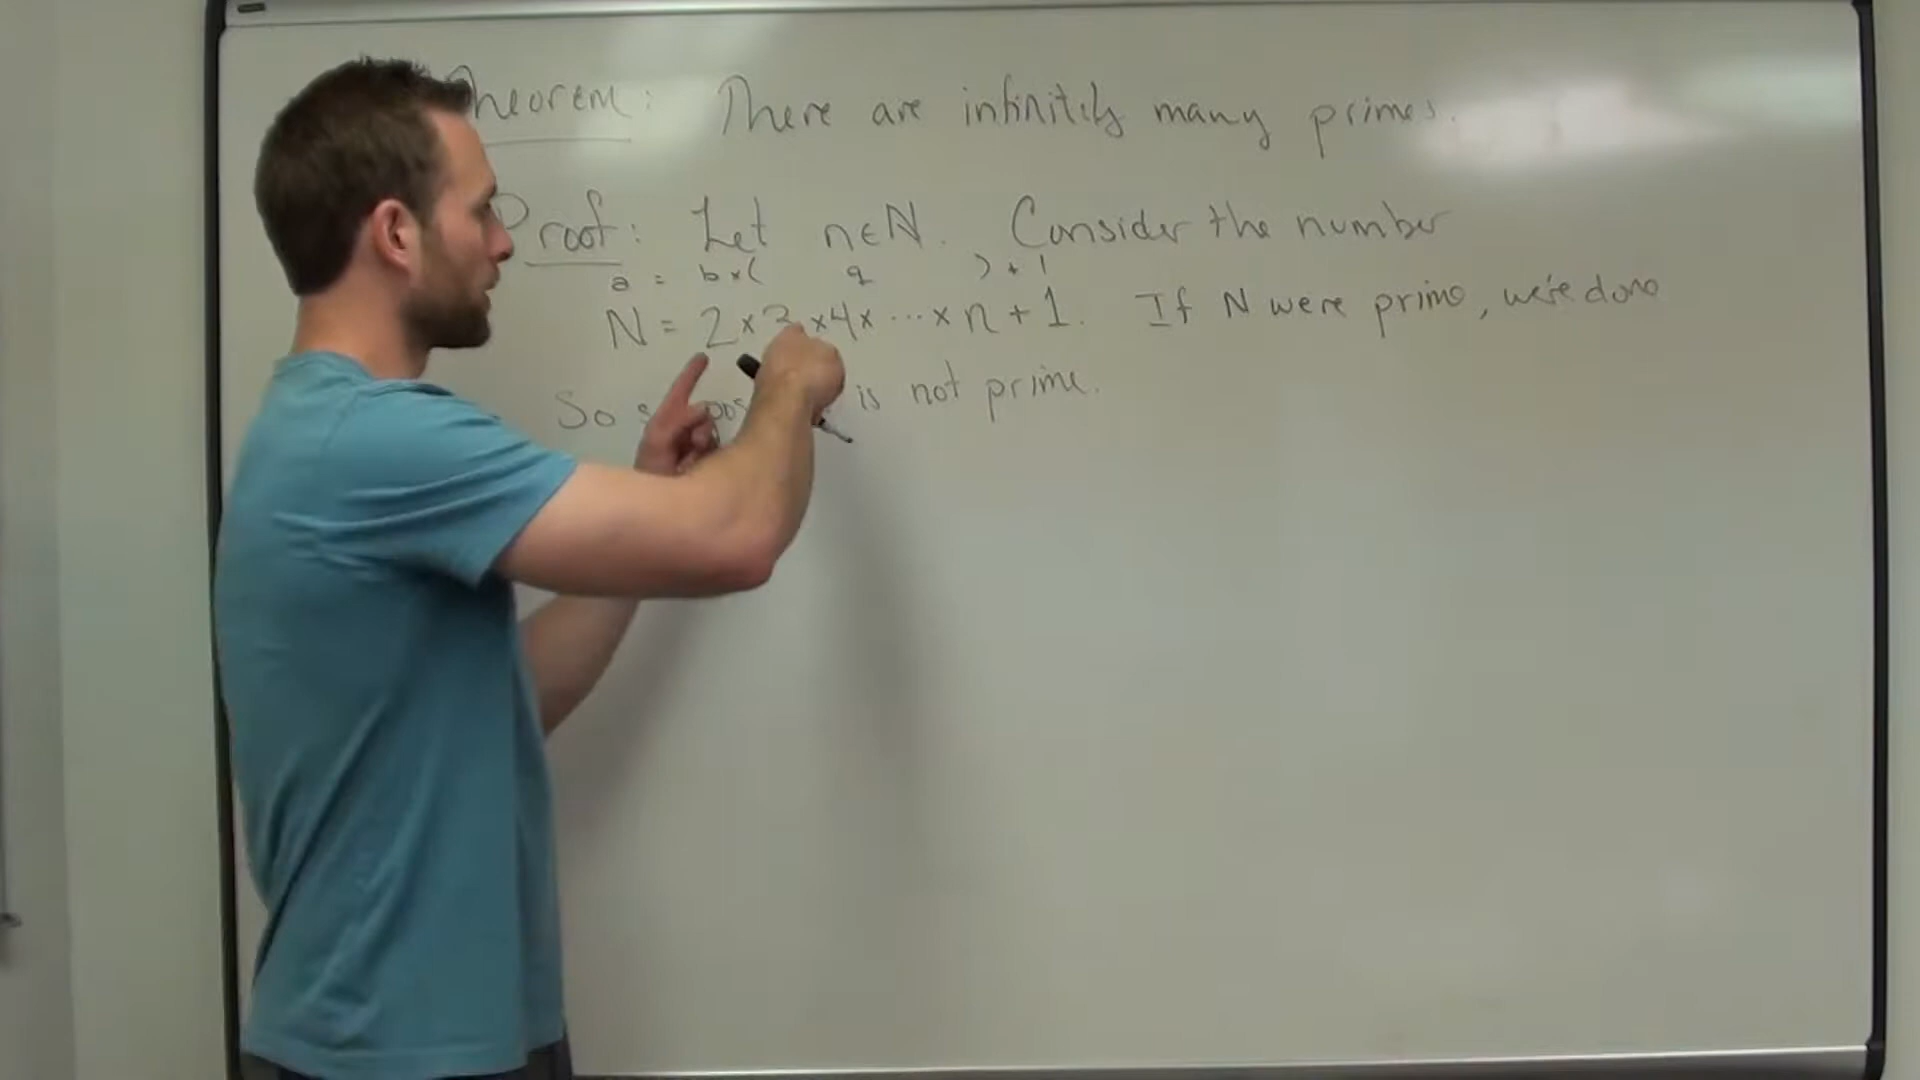 Theorem: There are infinitely many primes.
Proof: Let n∈N. Consider the number
a = b×( q ) + 1
N = 2×3×4×⋯×n+1. If N were prime, we're done
So is not prime.